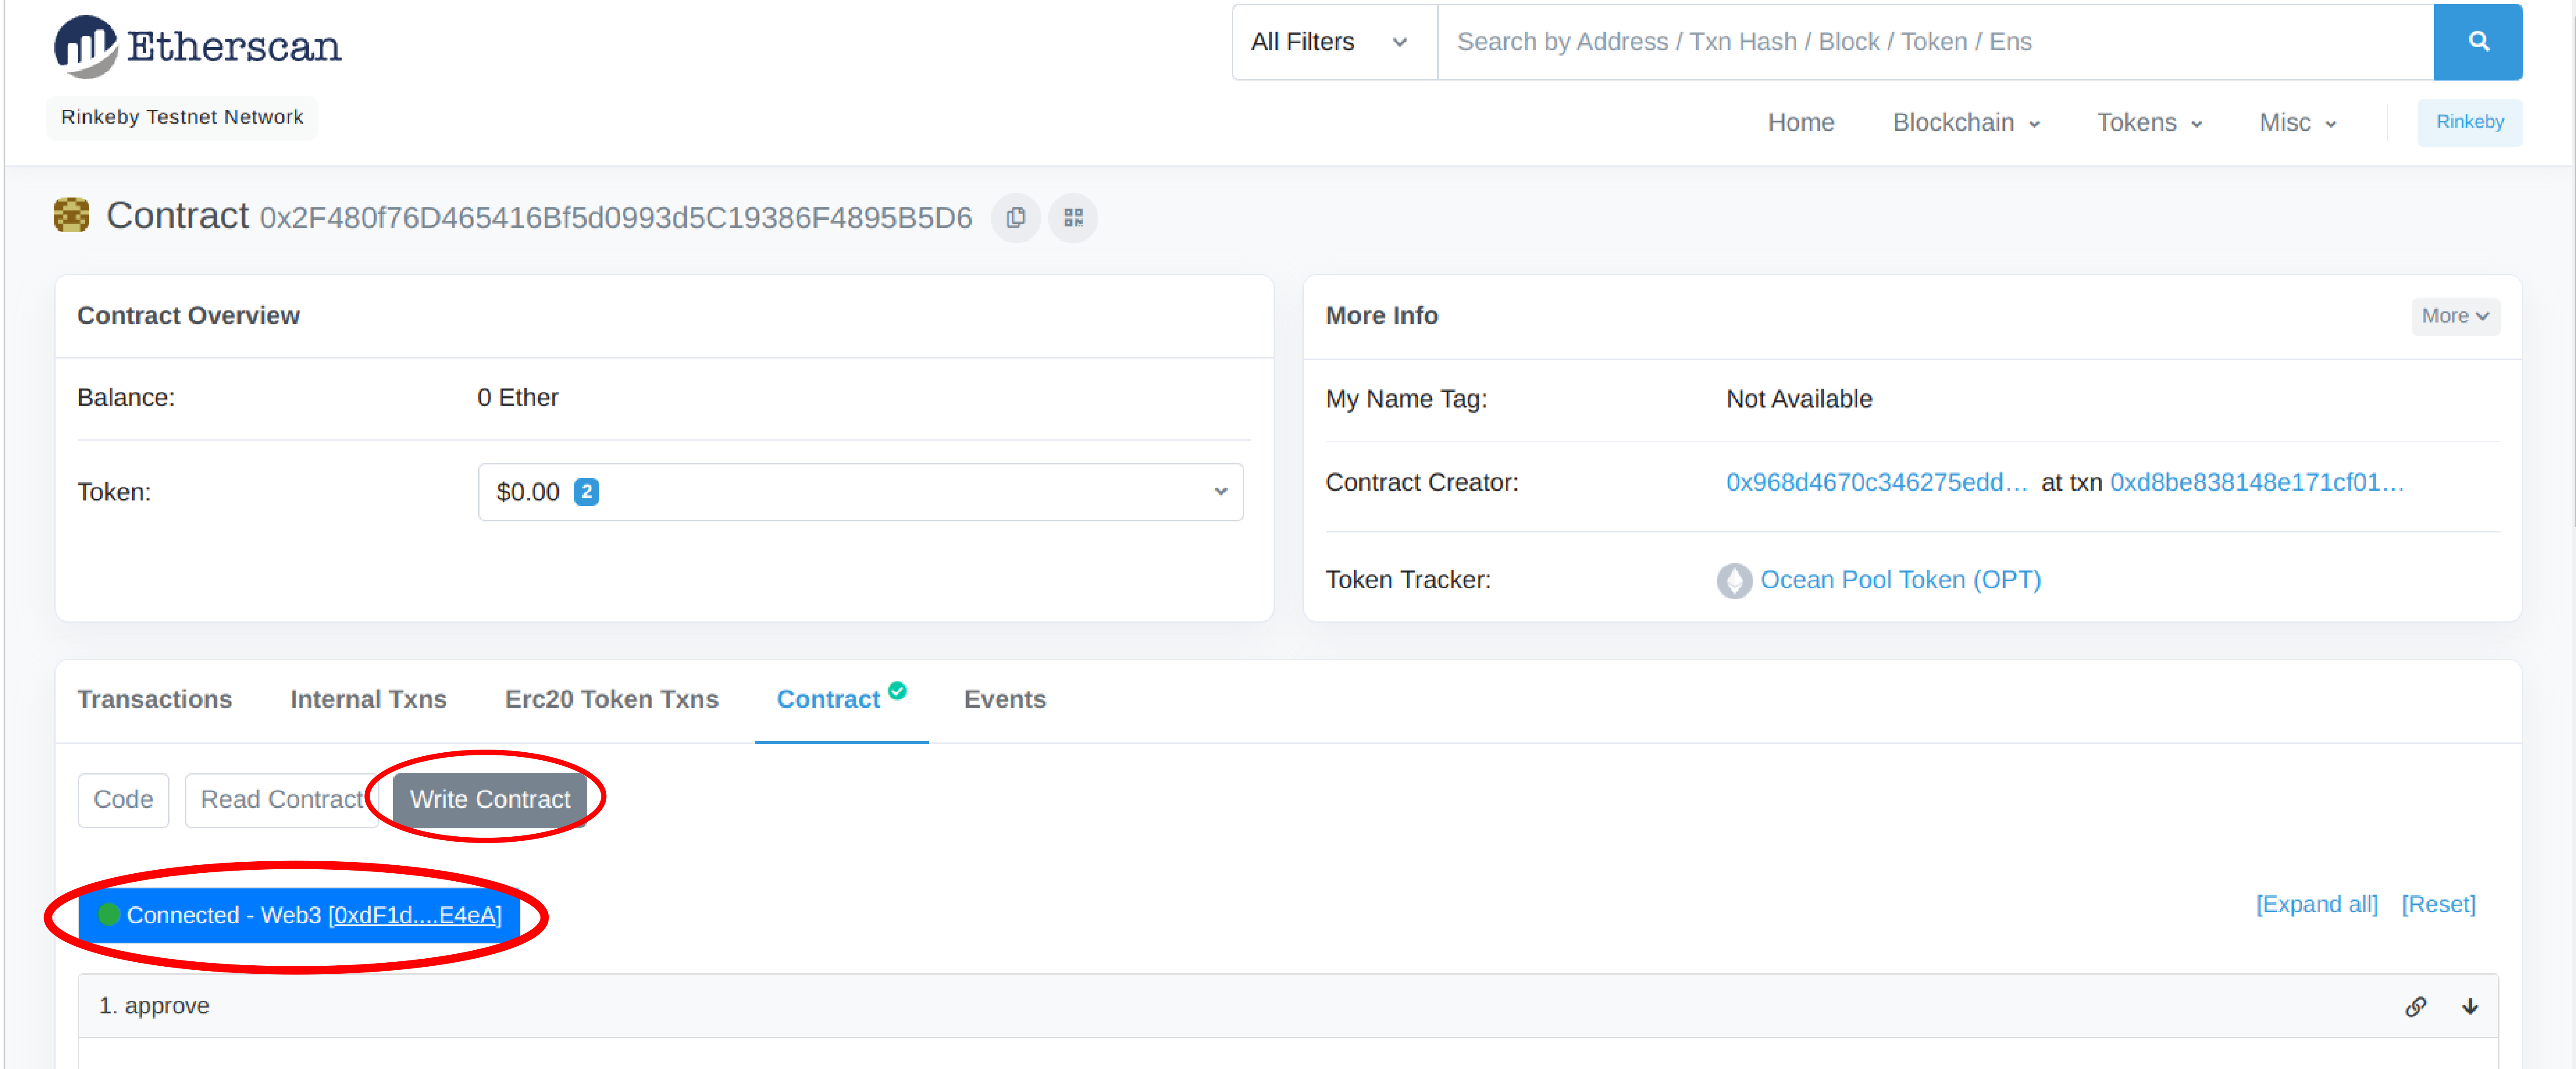 Etherscan
All Filters
Search by Address / Txn Hash / Block / Token / Ens
Rinkeby Testnet Network
Home Blockchain Tokens Misc Rinkeby
Contract 0x2F480f76D465416Bf5d0993d5C19386F4895B5D6
Contract Overview
Balance: 0 Ether
Token: $0.00 2
More Info More
My Name Tag: Not Available
Contract Creator: 0x968d4670c346275edd... at txn 0xd8be838148e171cf01...
Token Tracker: Ocean Pool Token (OPT)
Transactions Internal Txns Erc20 Token Txns Contract Events
Code Read Contract Write Contract
Connected - Web3 [0xdF1d....E4eA]
[Expand all] [Reset]
1. approve